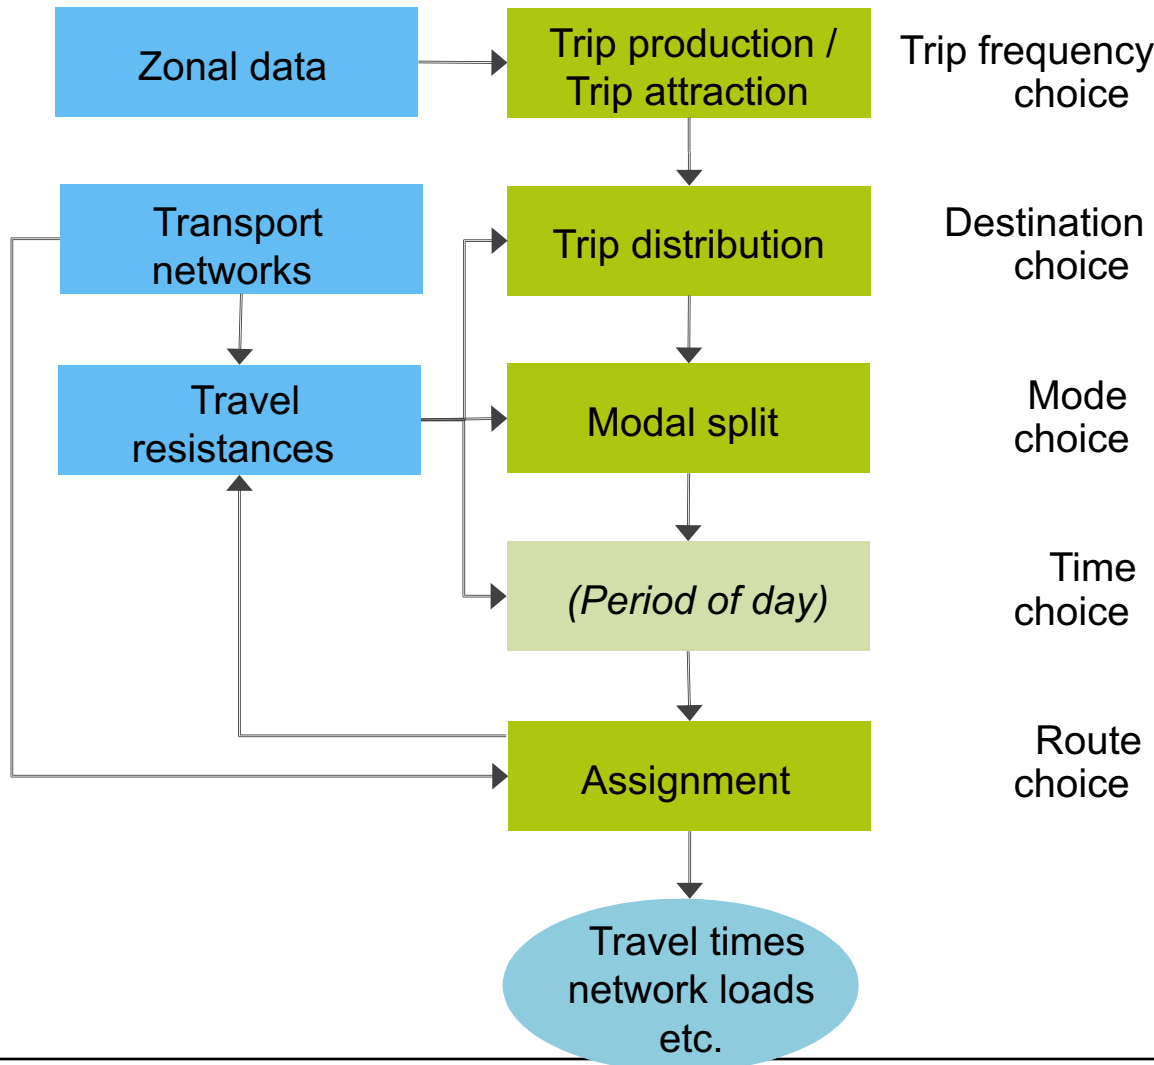 Zonal data
Trip production /
Trip attraction
Trip frequency
choice
Transport
networks
Trip distribution
Destination
choice
Travel
resistances
Modal split
Mode
choice
(Period of day)
Time
choice
Assignment
Route
choice
Travel times
network loads
etc.